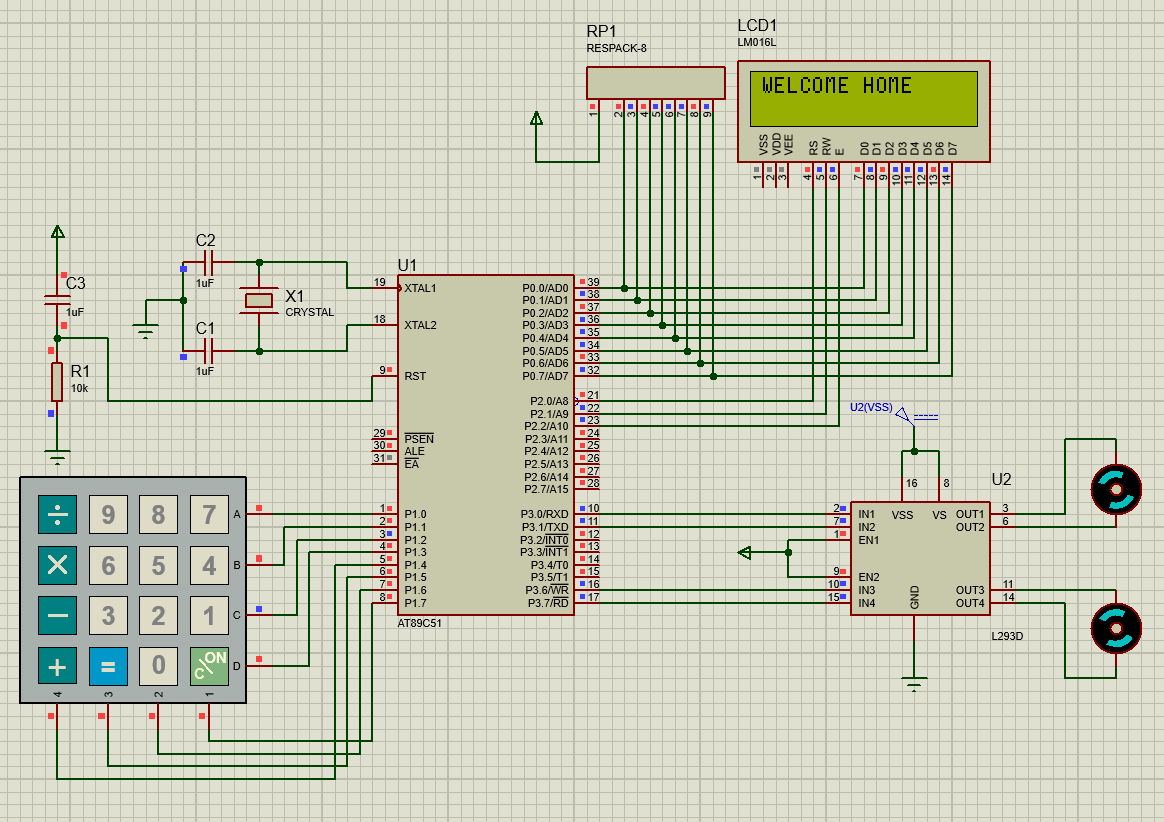 RP1
RESPACK-8
1
2
3
4
5
6
7
8
9
LCD1
LM016L
WELCOME HOME
VSS
VDD
VEE
RS
RW
E
D0
D1
D2
D3
D4
D5
D6
D7
1
2
3
4
5
6
7
8
9
10
11
12
13
14
C3
1uF
R1
10k
C2
1uF
C1
1uF
X1
CRYSTAL
U1
19 XTAL1
18 XTAL2
9 RST
29 PSEN
30 ALE
31 EA
1 P1.0
2 P1.1
3 P1.2
4 P1.3
5 P1.4
6 P1.5
7 P1.6
8 P1.7
P0.0/AD0 39
P0.1/AD1 38
P0.2/AD2 37
P0.3/AD3 36
P0.4/AD4 35
P0.5/AD5 34
P0.6/AD6 33
P0.7/AD7 32
P2.0/A8 21
P2.1/A9 22
P2.2/A10 23
P2.3/A11 24
P2.4/A12 25
P2.5/A13 26
P2.6/A14 27
P2.7/A15 28
P3.0/RXD 10
P3.1/TXD 11
P3.2/INT0 12
P3.3/INT1 13
P3.4/T0 14
P3.5/T1 15
P3.6/WR 16
P3.7/RD 17
AT89C51
÷ 9 8 7 A
× 6 5 4 B
− 3 2 1 C
+ = 0 ON/C D
4 3 2 1
U2(VSS)
U2
16 8
VSS VS
2 IN1
7 IN2
1 EN1
9 EN2
10 IN3
15 IN4
GND
OUT1 3
OUT2 6
OUT3 11
OUT4 14
L293D